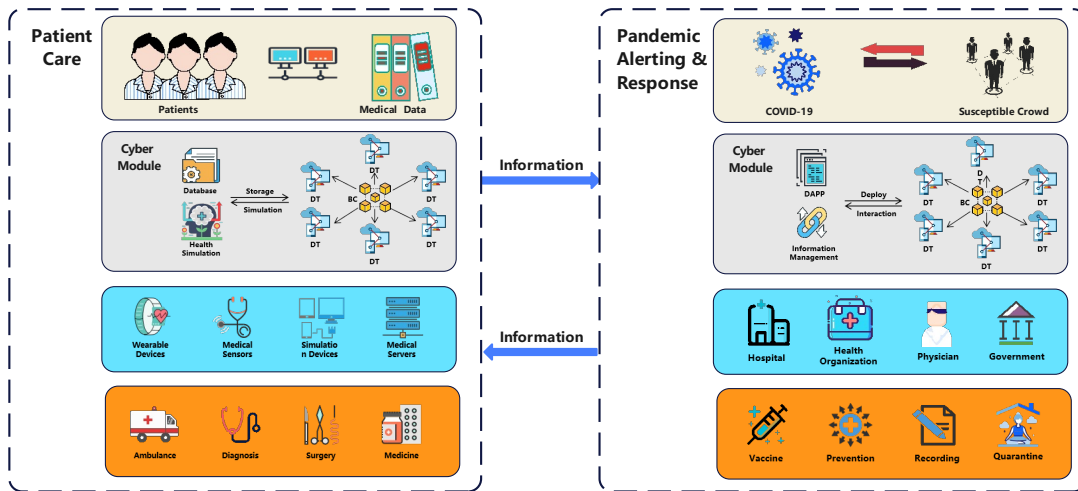 Patient
Care
Patients
Medical Data
Cyber
Module
Database
Health
Simulation
Storage
Simulation
DT
DT
DT
BC
DT
DT
DT
Wearable
Devices
Medical
Sensors
Simulatio
n Devices
Medical
Servers
Ambulance
Diagnosis
Surgery
Medicine
Information
Information
Pandemic
Alerting &
Response
COVID-19
Susceptible Crowd
Cyber
Module
DAPP
Information
Management
Deploy
Interaction
D
T
DT
DT
BC
DT
DT
DT
Hospital
Health
Organization
Physician
Government
Vaccine
Prevention
Recording
Quarantine